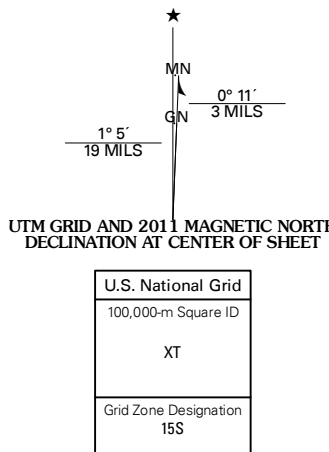 ★
MN
0° 11´
3 MILS
GN
1° 5´
19 MILS
UTM GRID AND 2011 MAGNETIC NORTH
DECLINATION AT CENTER OF SHEET
U.S. National Grid
100,000-m Square ID
XT
Grid Zone Designation
15S